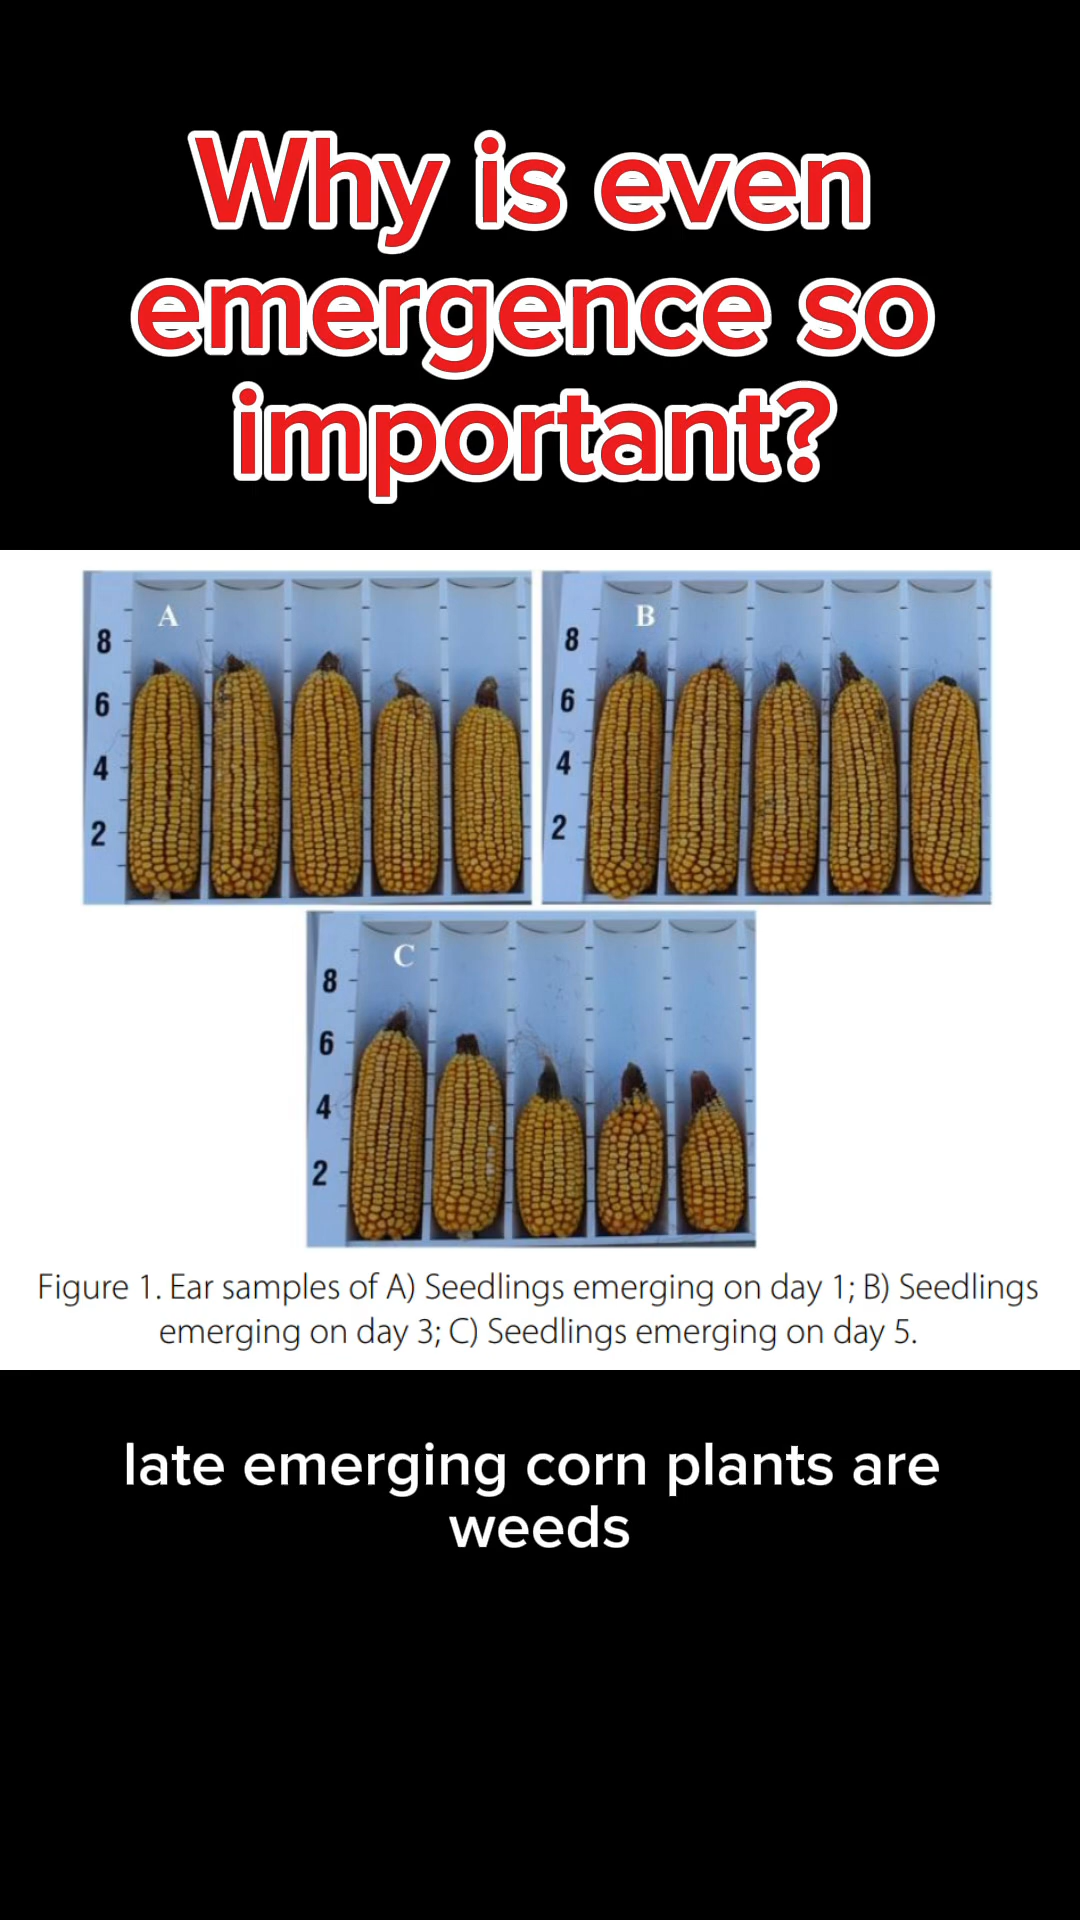 Why is even
emergence so
important?
A
8
6
4
2
B
8
6
4
2
C
8
6
4
2
Figure 1. Ear samples of A) Seedlings emerging on day 1; B) Seedlings
emerging on day 3; C) Seedlings emerging on day 5.
late emerging corn plants are
weeds